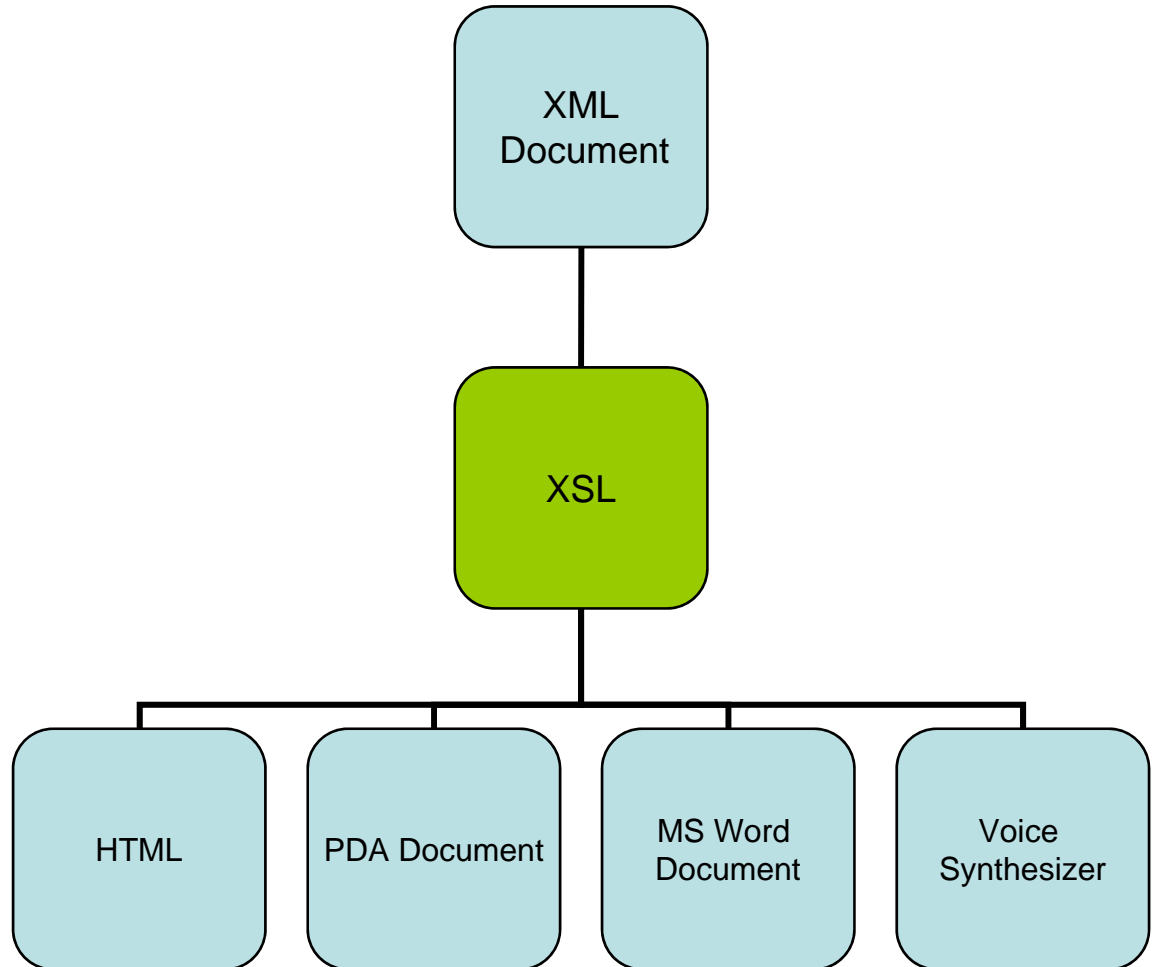 XML
Document
XSL
HTML
PDA Document
MS Word
Document
Voice
Synthesizer